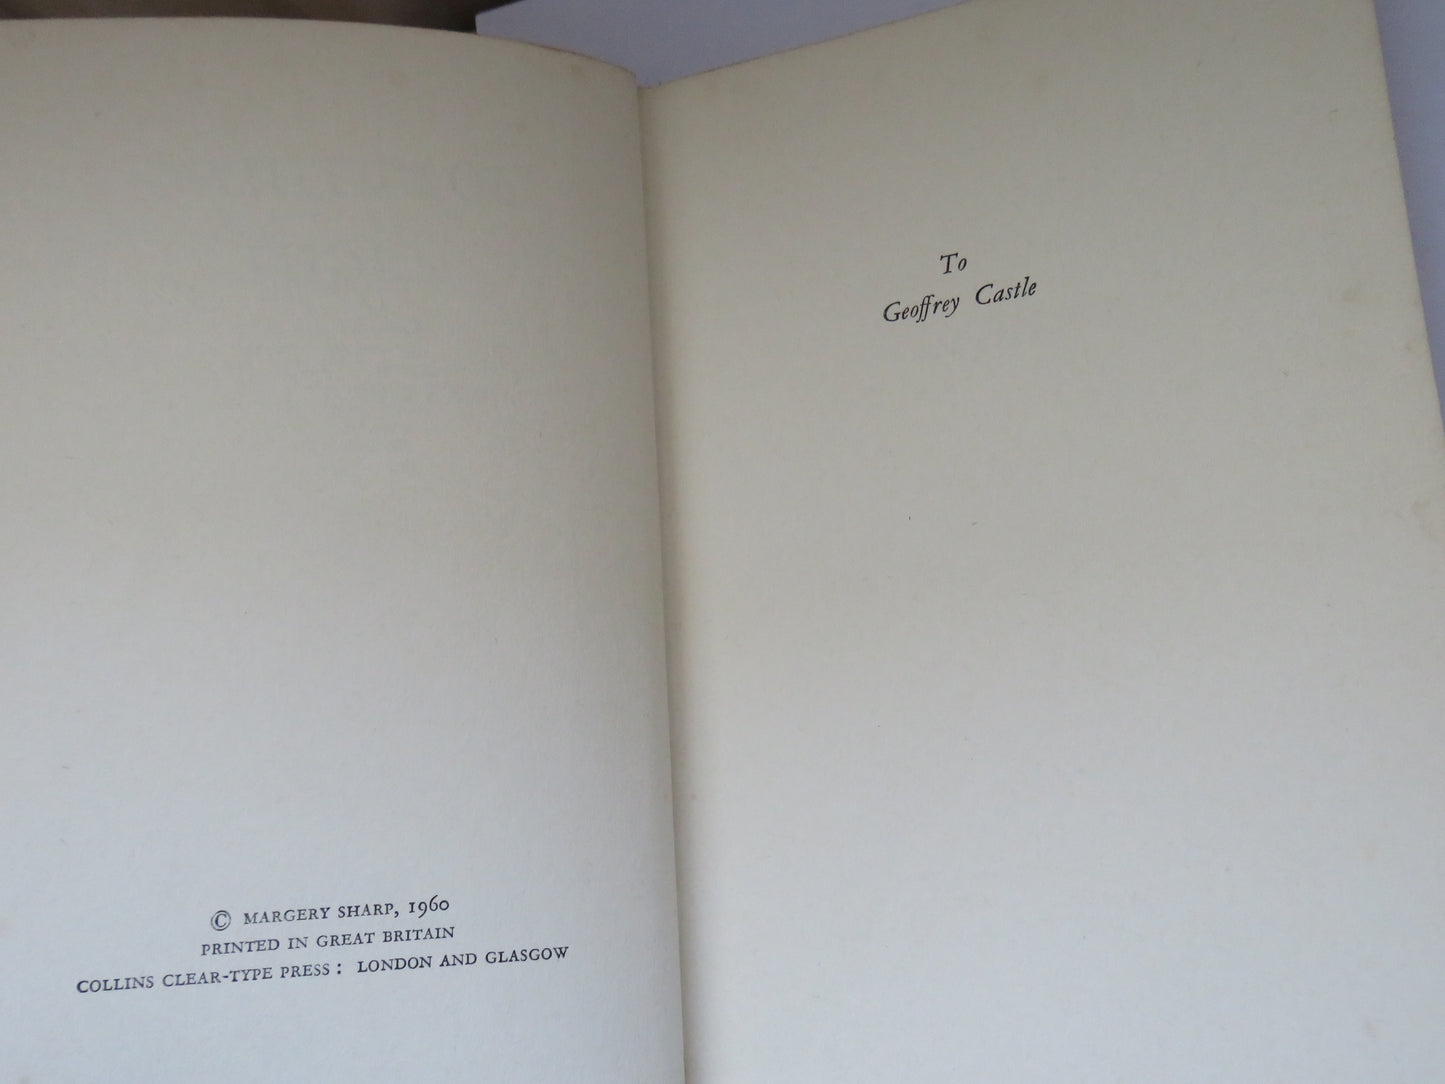 © MARGERY SHARP, 1960
PRINTED IN GREAT BRITAIN
COLLINS CLEAR-TYPE PRESS : LONDON AND GLASGOW
To
Geoffrey Castle